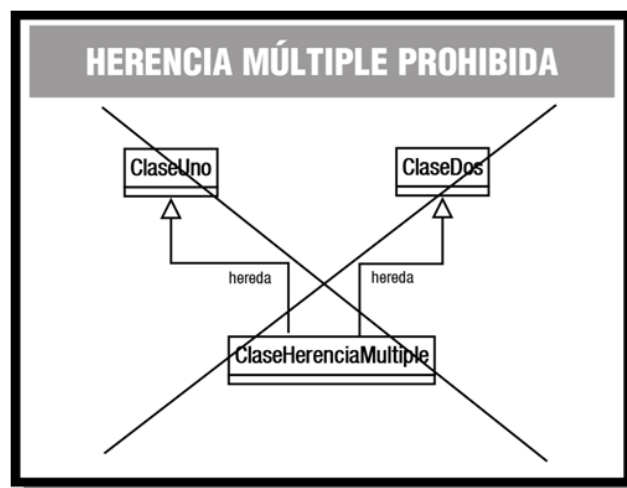 HERENCIA MÚLTIPLE PROHIBIDA
ClaseUno
ClaseDos
hereda
hereda
ClaseHerenciaMultiple